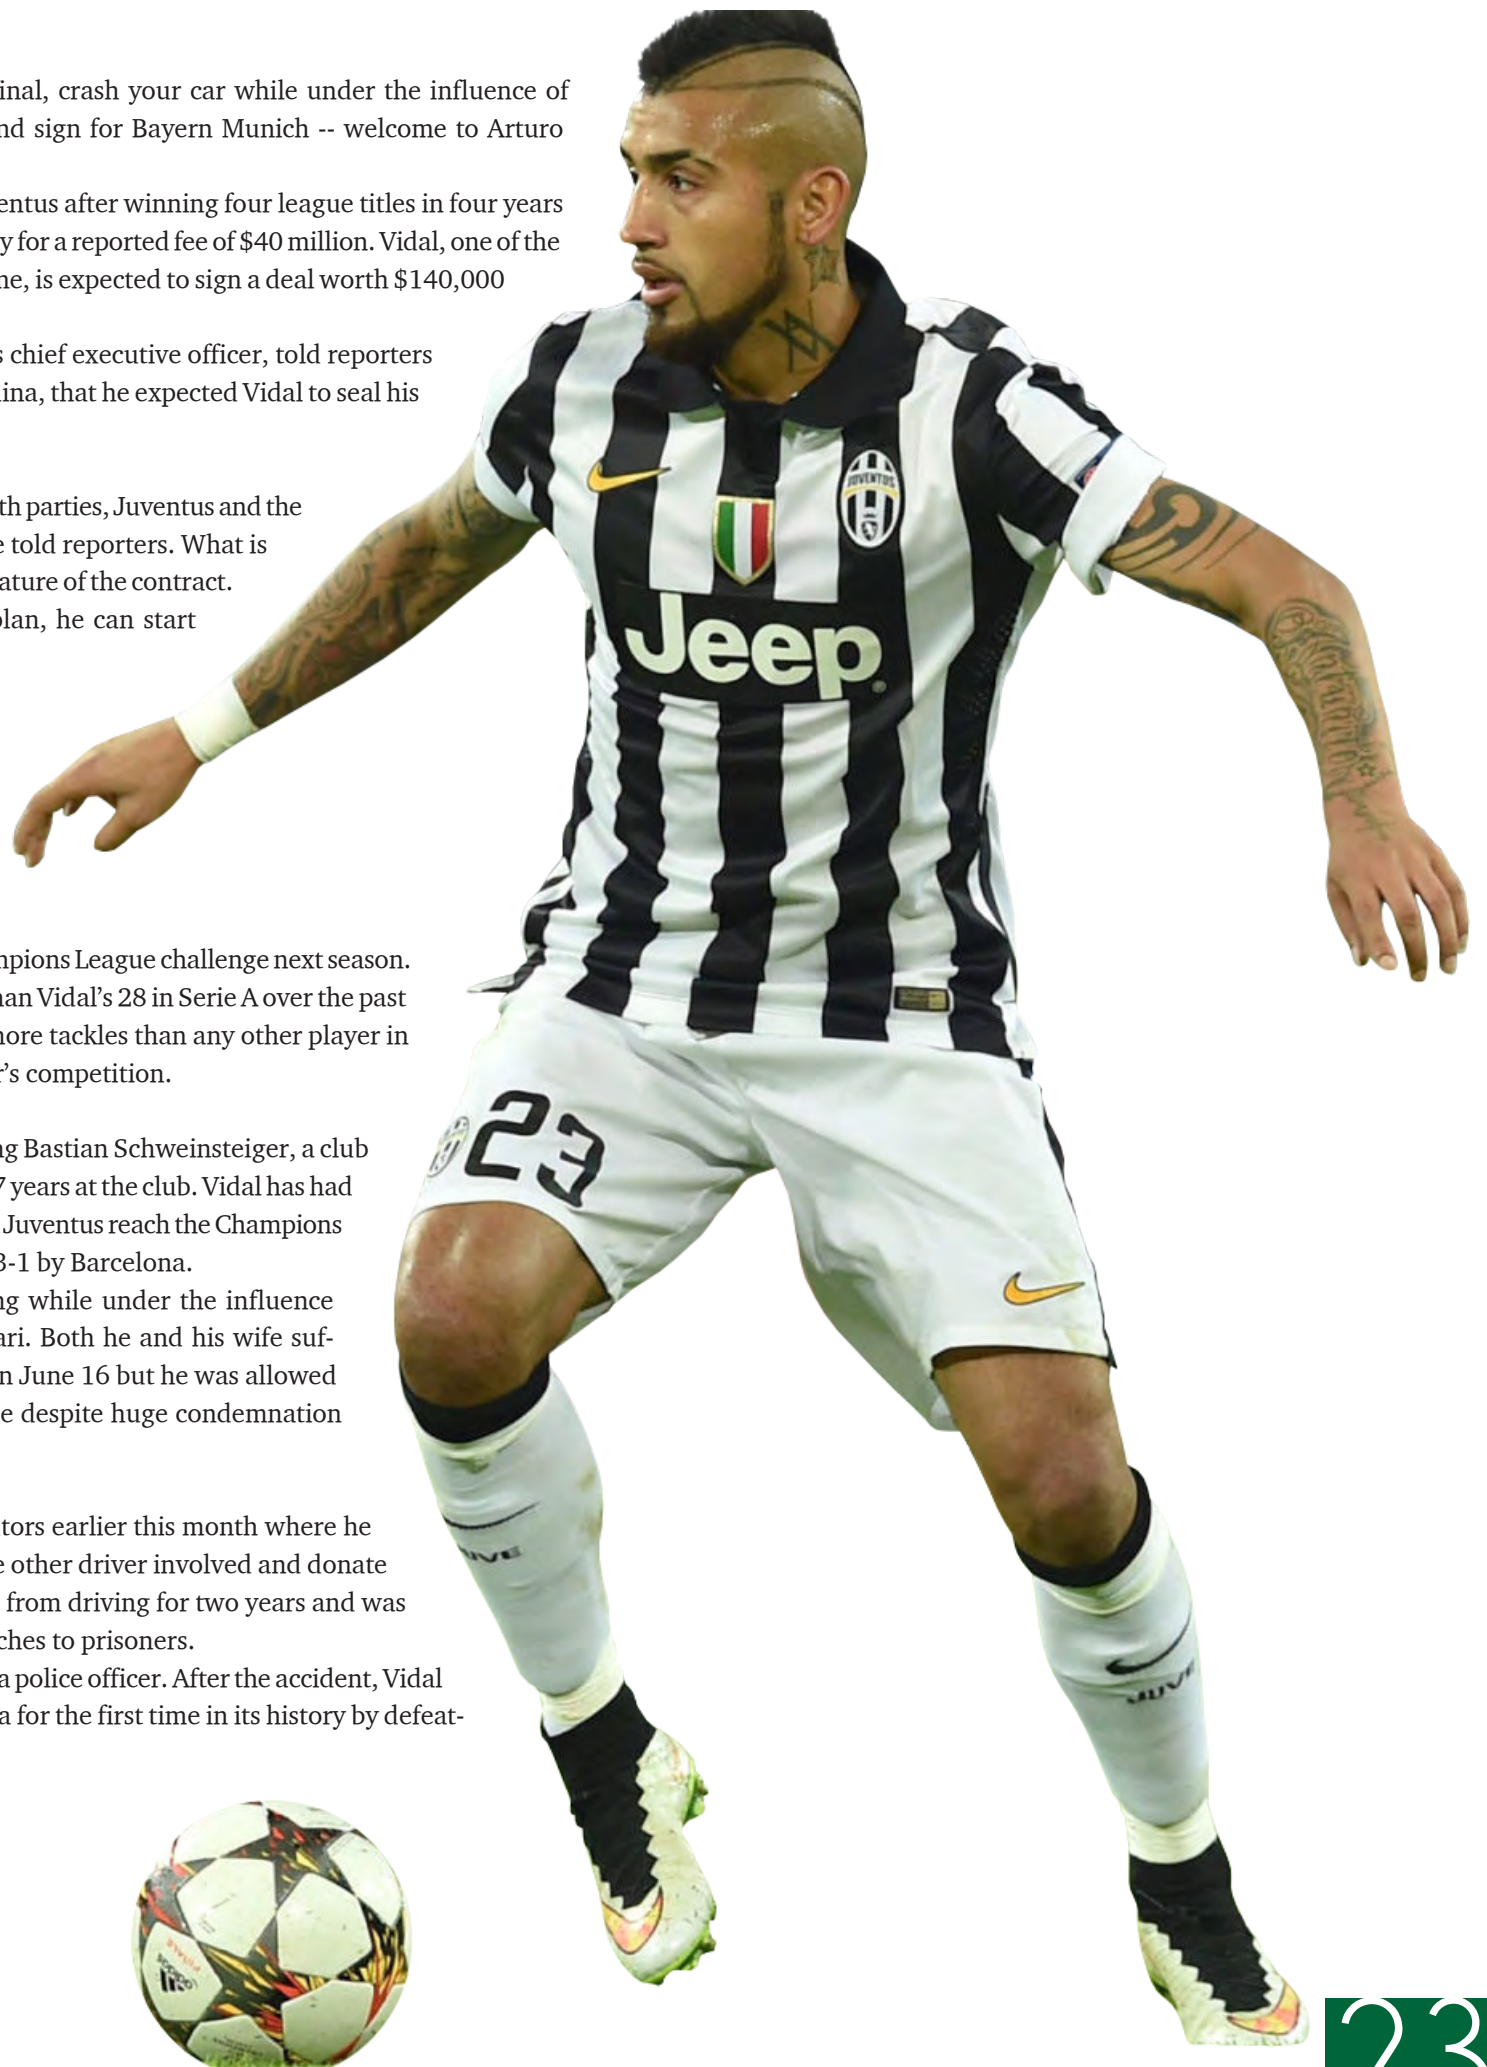 inal, crash your car while under the influence of
nd sign for Bayern Munich -- welcome to Arturo
entus after winning four league titles in four years
y for a reported fee of $40 million. Vidal, one of the
ne, is expected to sign a deal worth $140,000
s chief executive officer, told reporters
ina, that he expected Vidal to seal his
th parties, Juventus and the
e told reporters. What is
ature of the contract.
plan, he can start
mpions League challenge next season.
han Vidal’s 28 in Serie A over the past
more tackles than any other player in
r’s competition.
ng Bastian Schweinsteiger, a club
7 years at the club. Vidal has had
Juventus reach the Champions
3-1 by Barcelona.
ng while under the influence
ari. Both he and his wife suf-
n June 16 but he was allowed
e despite huge condemnation
tors earlier this month where he
e other driver involved and donate
from driving for two years and was
ches to prisoners.
a police officer. After the accident, Vidal
a for the first time in its history by defeat-
JUVENTUS
Jeep
23
JUVE
JUVE
FINALE
adidas
23